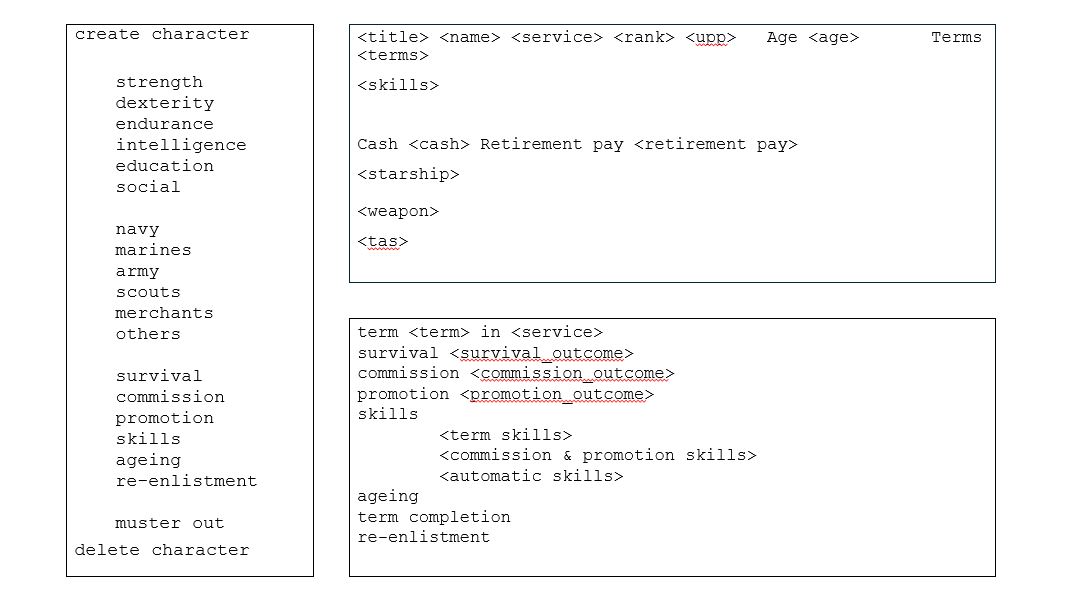 create character
strength
dexterity
endurance
intelligence
education
social
navy
marines
army
scouts
merchants
others
survival
commission
promotion
skills
ageing
re-enlistment
muster out
delete character
<title> <name> <service> <rank> <upp> Age <age> Terms
<terms>
<skills>
Cash <cash> Retirement pay <retirement pay>
<starship>
<weapon>
<tas>
term <term> in <service>
survival <survival_outcome>
commission <commission_outcome>
promotion <promotion_outcome>
skills
<term skills>
<commission & promotion skills>
<automatic skills>
ageing
term completion
re-enlistment